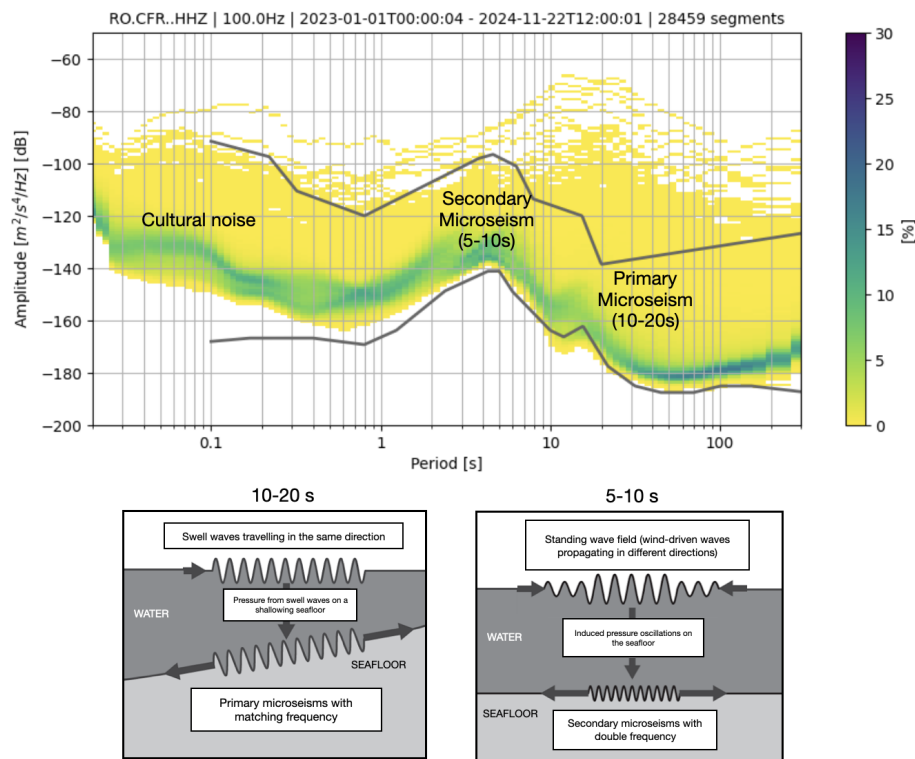 RO.CFR..HHZ | 100.0Hz | 2023-01-01T00:00:04 - 2024-11-22T12:00:01 | 28459 segments
Amplitude [m²/s⁴/Hz] [dB]
−60
−80
−100
−120
−140
−160
−180
−200
Cultural noise
Secondary
Microseism
(5-10s)
Primary
Microseism
(10-20s)
0.1
1
10
100
Period [s]
30
25
20
15
10
5
0
[%]
10-20 s
Swell waves travelling in the same direction
Pressure from swell waves on a
shallowing seafloor
WATER
SEAFLOOR
Primary microseisms with
matching frequency
5-10 s
Standing wave field (wind-driven waves
propagating in different directions)
WATER
Induced pressure oscillations on
the seafloor
SEAFLOOR
Secondary microseisms with
double frequency